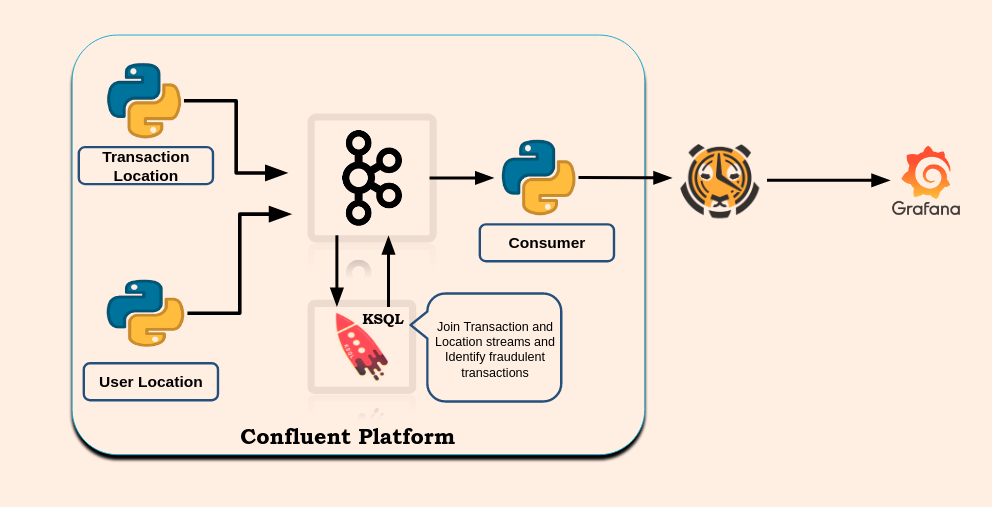 Transaction
Location
User Location
KSQL
Join Transaction and
Location streams and
Identify fraudulent
transactions
Consumer
Grafana
Confluent Platform